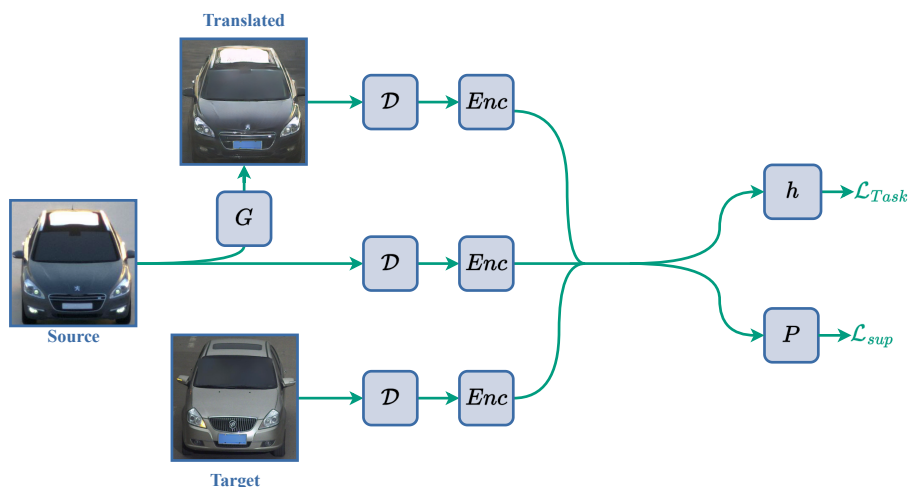 Translated
𝒟
Enc
h
ℒ_Task
G
𝒟
Enc
Source
P
ℒ_sup
𝒟
Enc
Target